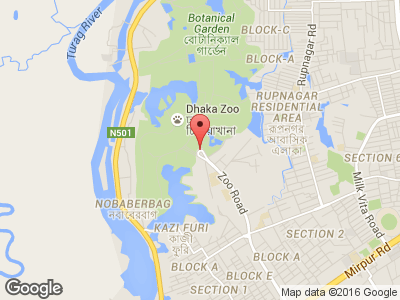 Turag River
Botanical
Garden
বোটানিক্যাল
গার্ডেন
BLOCK-C
BLOCK-A
Rupnagar Rd
Dhaka Zoo
N501
RUPNAGAR
RESIDENTIAL
AREA
রূপনগর
আবাসিক
এলাকা
SECTION 6
Zoo Road
Milk Vita Road
NOBABERBAG
নবাবেরবাগ
KAZI FURI
কাজী
ফুরি
SECTION 2
BLOCK A
BLOCK A
BLOCK E
SECTION 1
Mirpur Rd
Google
Map data ©2016 Google